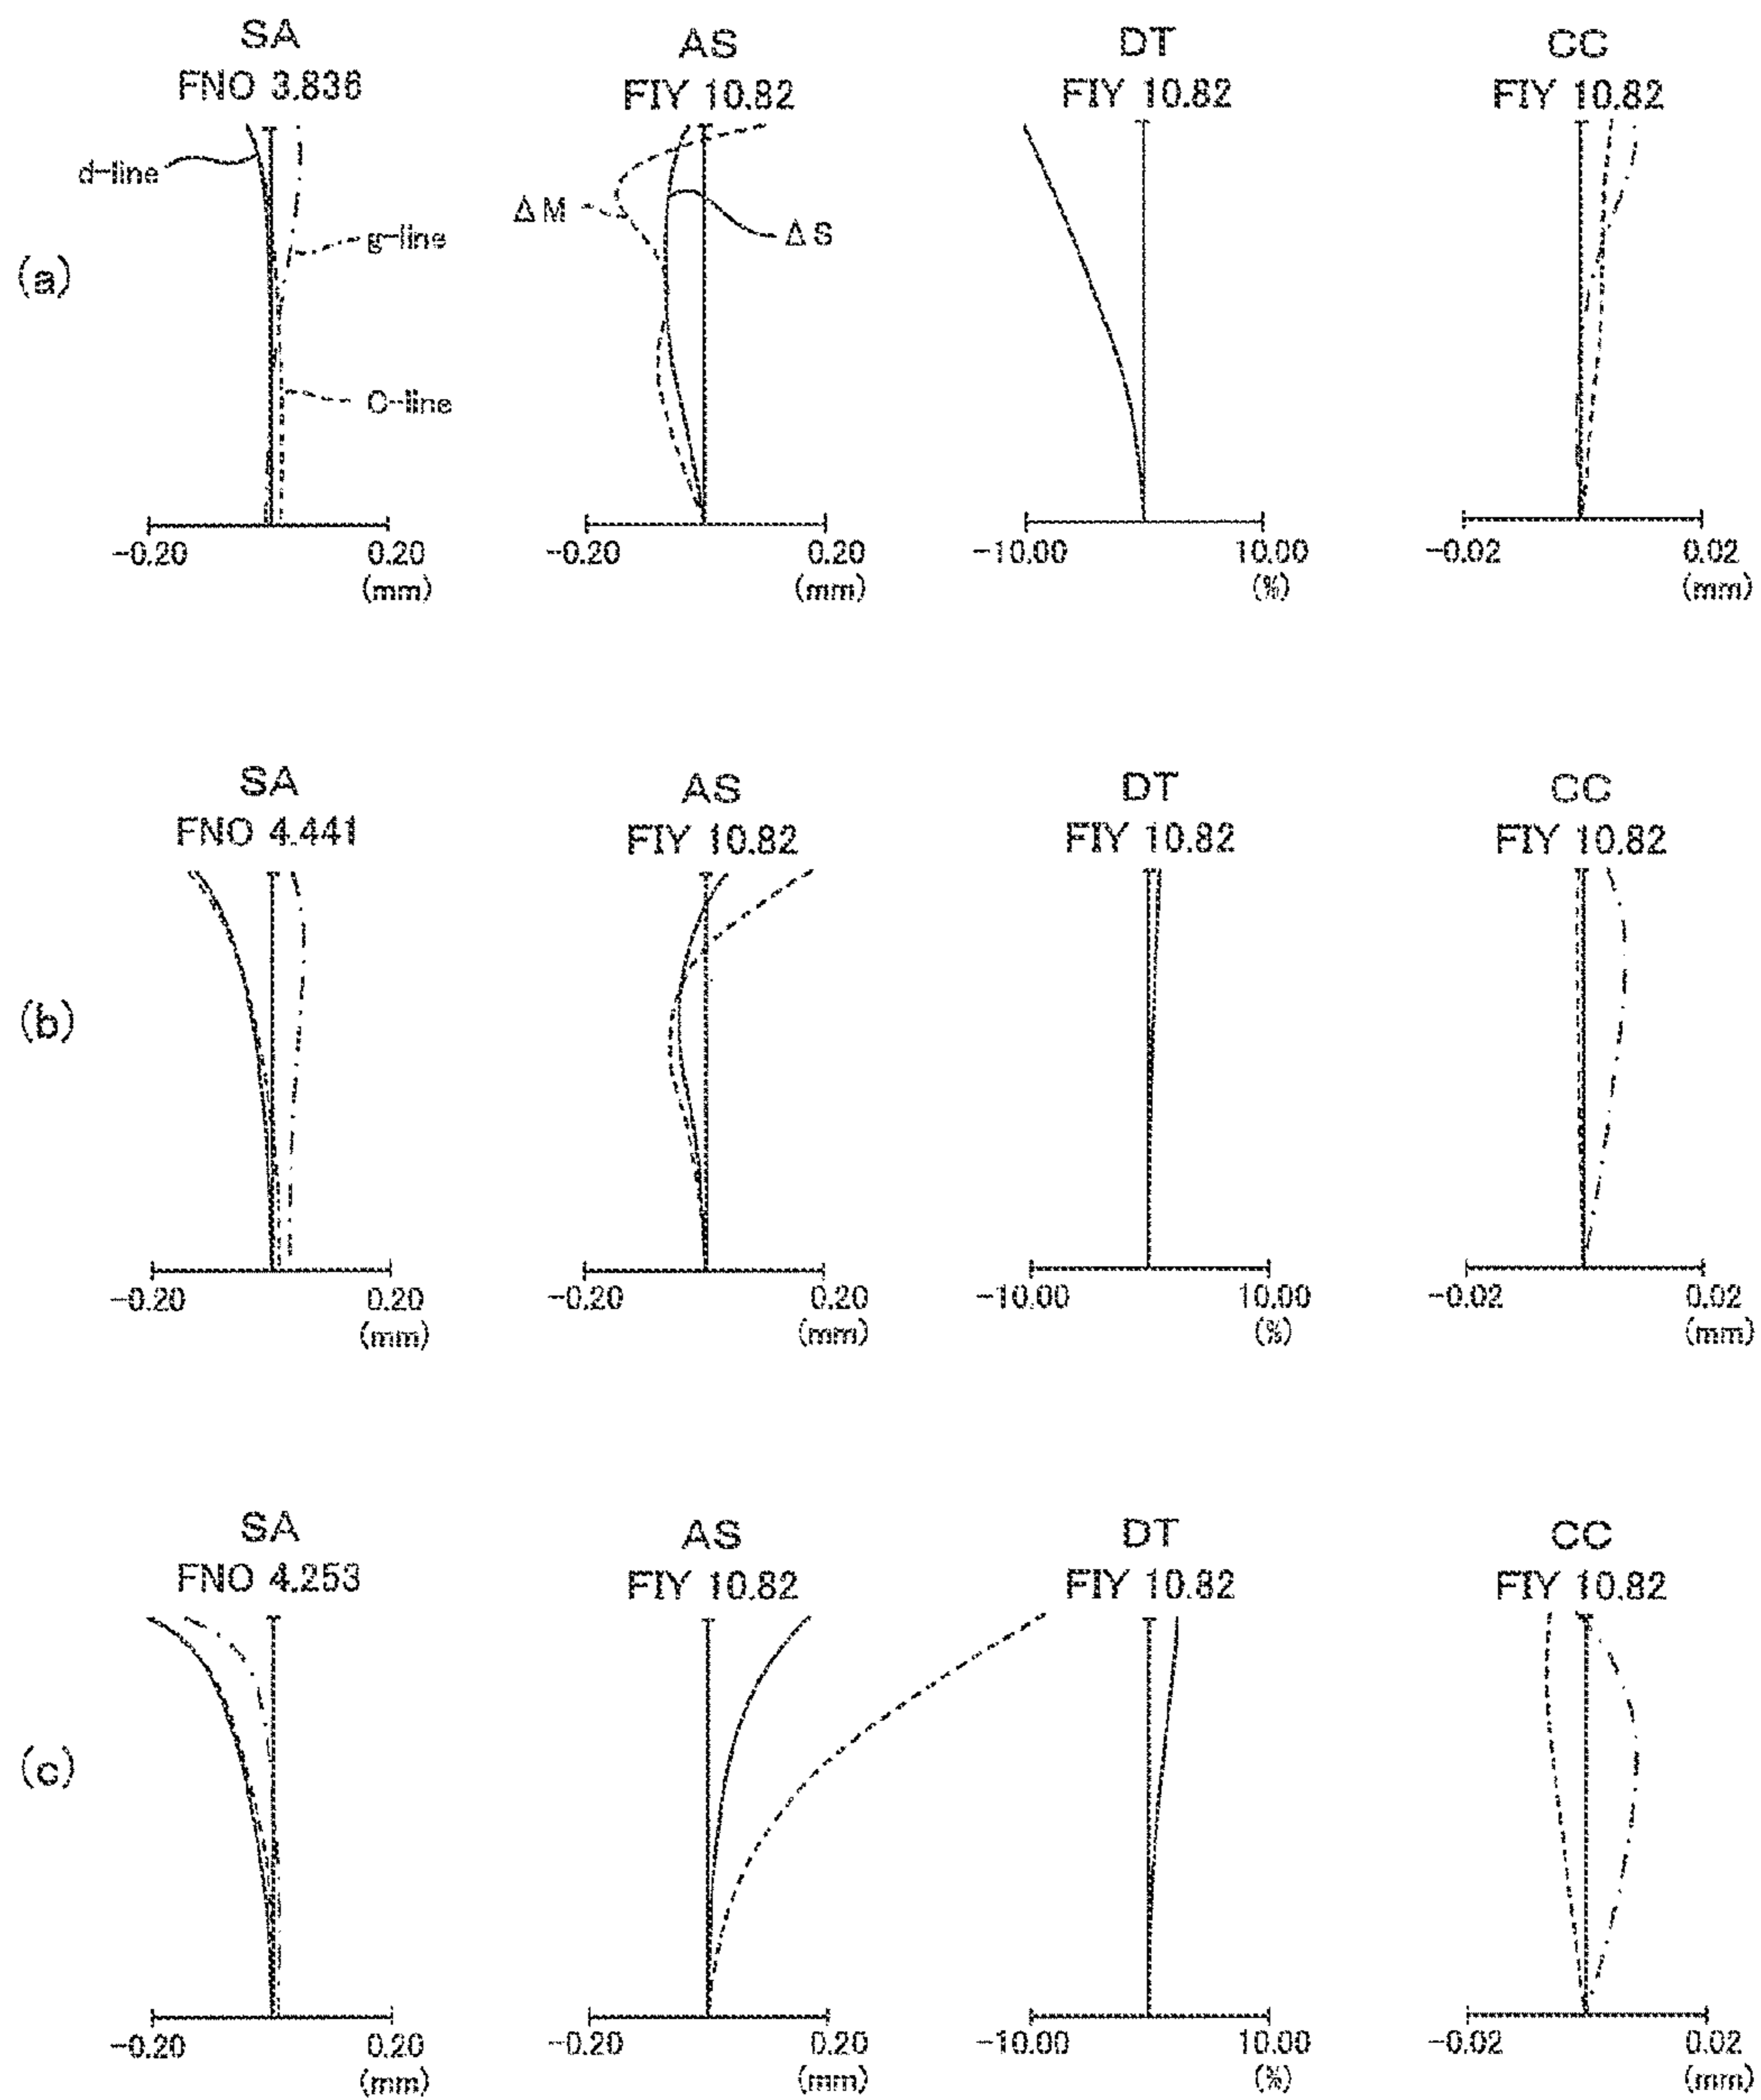 SA AS DT CC
FNO 3.836 FIY 10.82 FIY 10.82 FIY 10.82
d-line
ΔM
ΔS
g-line
(a)
C-line
-0.20 0.20 -0.20 0.20 -10.00 10.00 -0.02 0.02
(mm) (mm) (%) (mm)
SA AS DT CC
FNO 4.441 FIY 10.82 FIY 10.82 FIY 10.82
(b)
-0.20 0.20 -0.20 0.20 -10.00 10.00 -0.02 0.02
(mm) (mm) (%) (mm)
SA AS DT CC
FNO 4.253 FIY 10.82 FIY 10.82 FIY 10.82
(c)
-0.20 0.20 -0.20 0.20 -10.00 10.00 -0.02 0.02
(mm) (mm) (%) (mm)